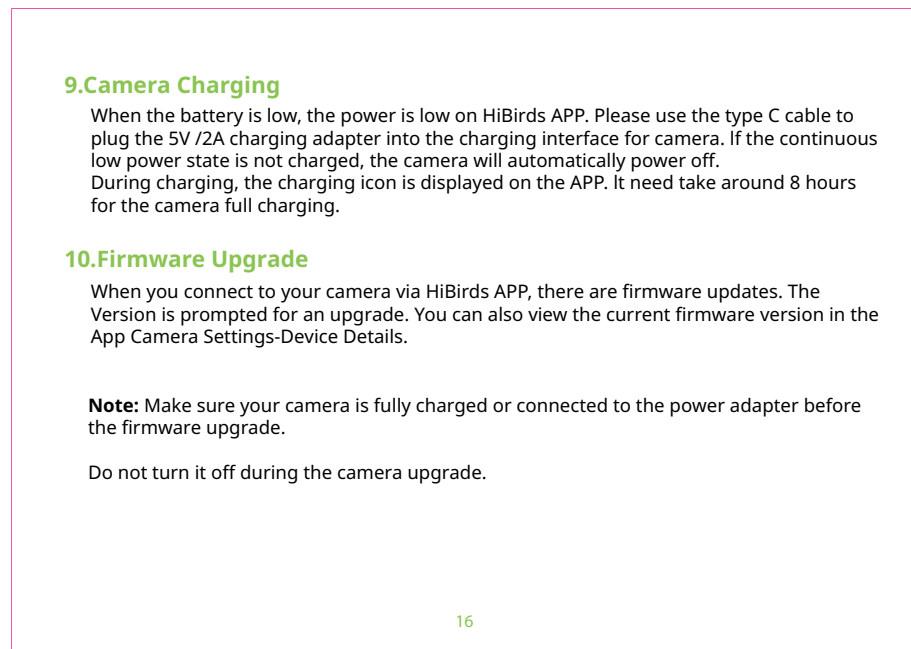 9.Camera Charging
When the battery is low, the power is low on HiBirds APP. Please use the type C cable to
plug the 5V /2A charging adapter into the charging interface for camera. lf the continuous
low power state is not charged, the camera will automatically power off.
During charging, the charging icon is displayed on the APP. lt need take around 8 hours
for the camera full charging.
10.Firmware Upgrade
When you connect to your camera via HiBirds APP, there are firmware updates. The
Version is prompted for an upgrade. You can also view the current firmware version in the
App Camera Settings-Device Details.
Note: Make sure your camera is fully charged or connected to the power adapter before
the firmware upgrade.
Do not turn it off during the camera upgrade.
16